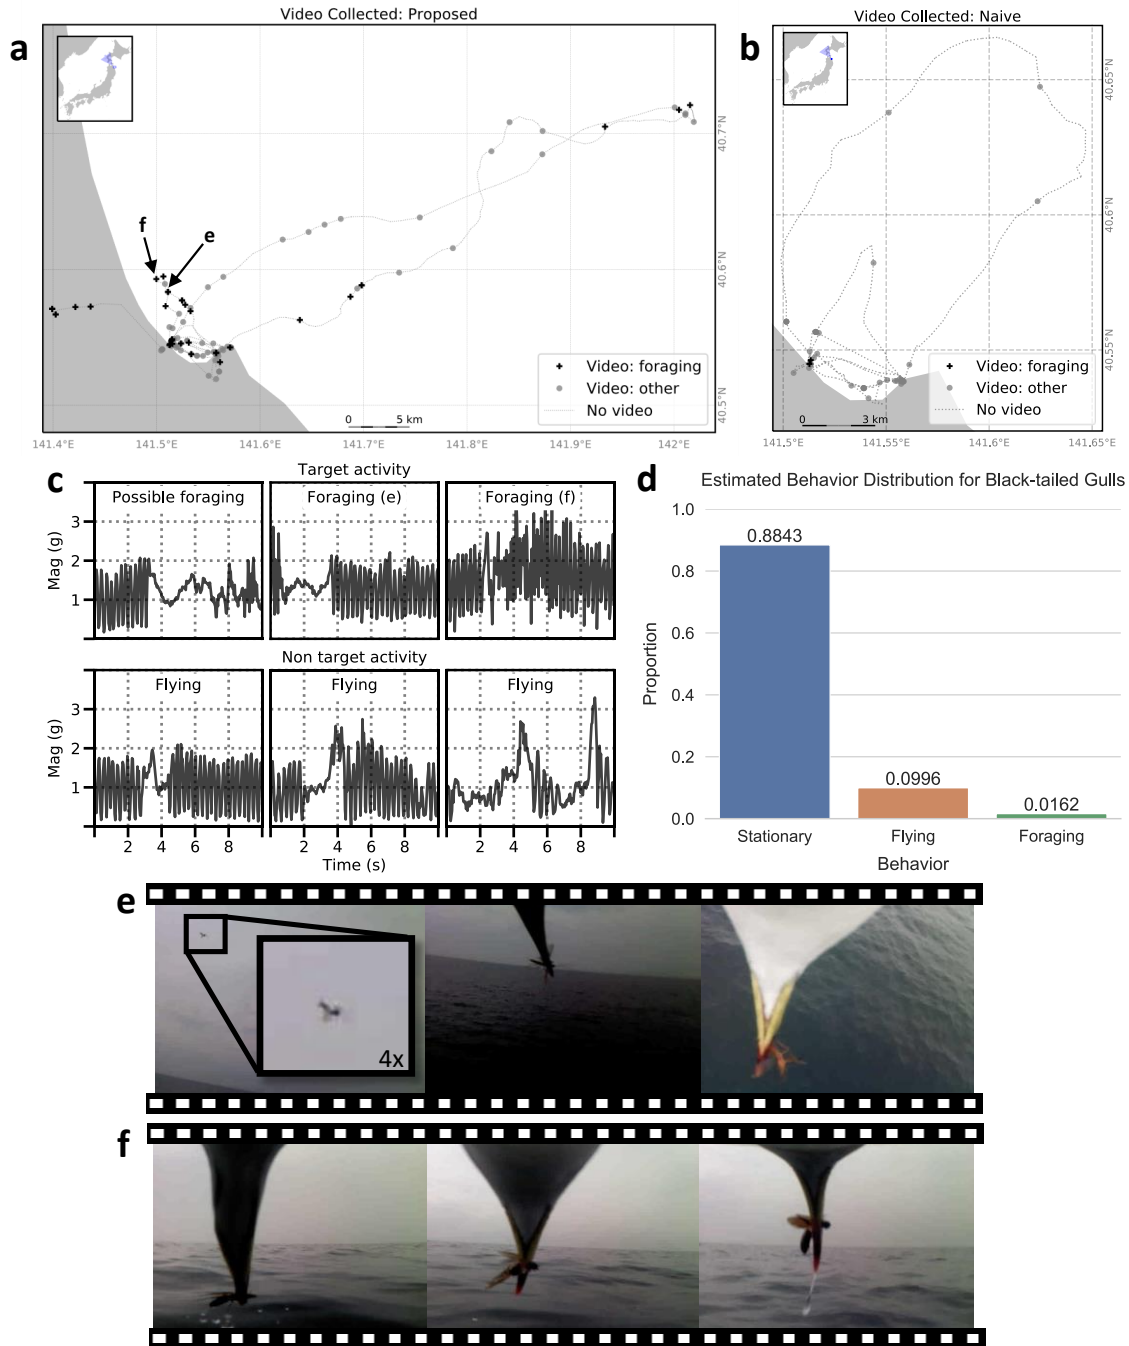 Video Collected: Proposed
a
40.7°N
40.6°N
40.5°N
f
e
Video: foraging
Video: other
No video
0 5 km
141.4°E 141.5°E 141.6°E 141.7°E 141.8°E 141.9°E 142°E
Video Collected: Naive
b
40.65°N
40.6°N
40.55°N
Video: foraging
Video: other
No video
0 3 km
141.5°E 141.55°E 141.6°E 141.65°E
c
Target activity
Possible foraging Foraging (e) Foraging (f)
Mag (g)
3
2
1
Non target activity
Flying Flying Flying
Mag (g)
3
2
1
2 4 6 8 2 4 6 8 2 4 6 8
Time (s)
d
Estimated Behavior Distribution for Black-tailed Gulls
Proportion
1.0
0.8
0.6
0.4
0.2
0.0
0.8843
0.0996
0.0162
Stationary Flying Foraging
Behavior
e
4x
f